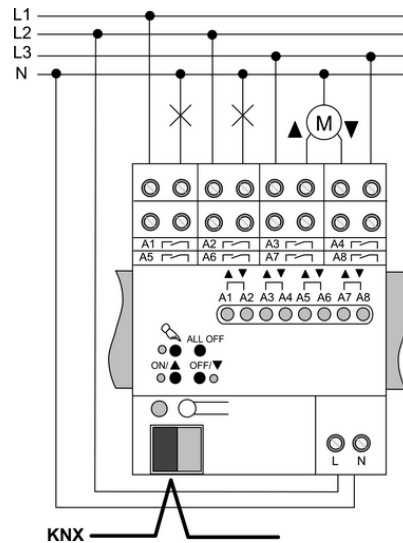 L1
L2
L3
N
M
▲ ▼
A1 A2 A3 A4
A5 A6 A7 A8
▲ ▼ ▲ ▼ ▲ ▼ ▲ ▼
A1 A2 A3 A4 A5 A6 A7 A8
ALL OFF
ON/▲ OFF/▼
L N
KNX